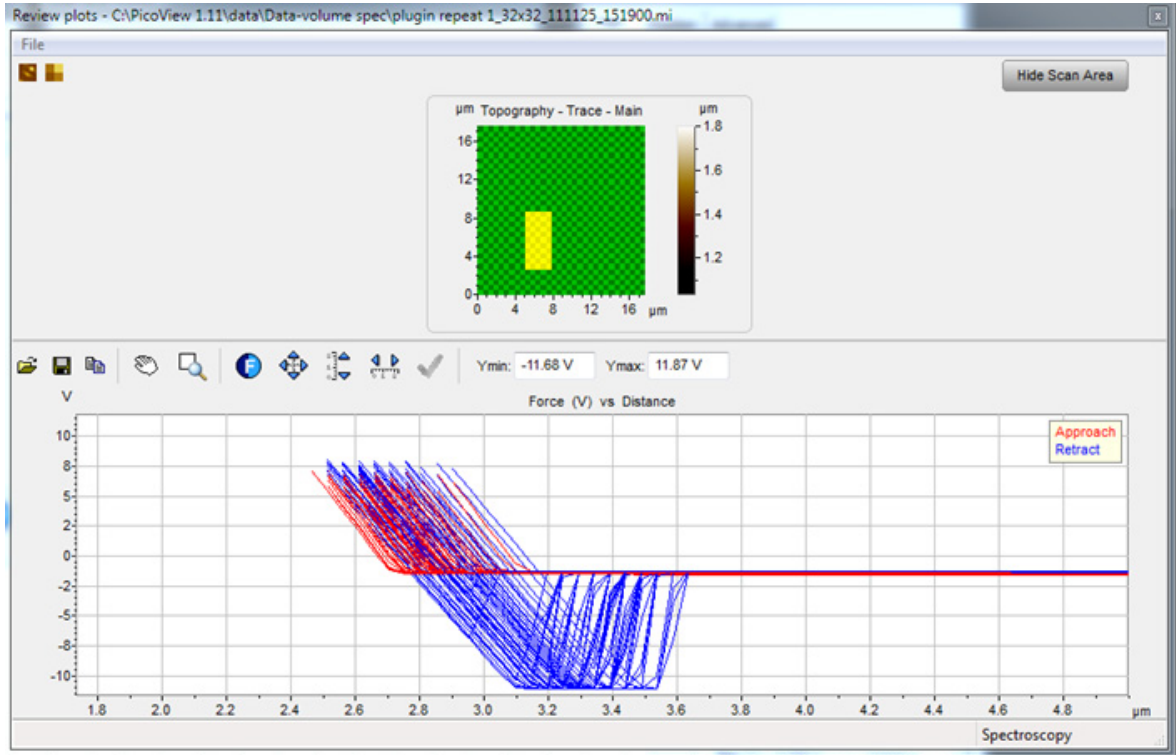 Review plots - C:\PicoView 1.11\data\Data-volume spec\plugin repeat 1_32x32_111125_151900.mi
File
Hide Scan Area
µm Topography - Trace - Main µm
16
12
8
4
0
0 4 8 12 16 µm
1.8
1.6
1.4
1.2
Ymin: -11.68 V Ymax: 11.87 V
V Force (V) vs Distance
Approach
Retract
10
8
5
2
0
-2
-5
-8
-10
1.8 2.0 2.2 2.4 2.6 2.8 3.0 3.2 3.4 3.6 3.8 4.0 4.2 4.4 4.6 4.8 µm
Spectroscopy